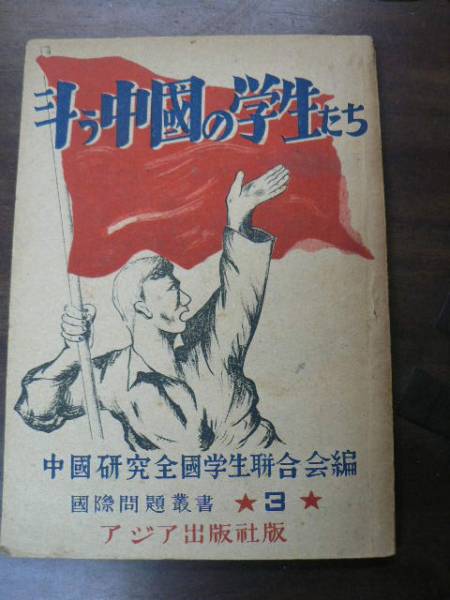 斗う中國の学生たち
中國研究全國学生聯合会編
國際問題叢書 ★3★
アジア出版社版